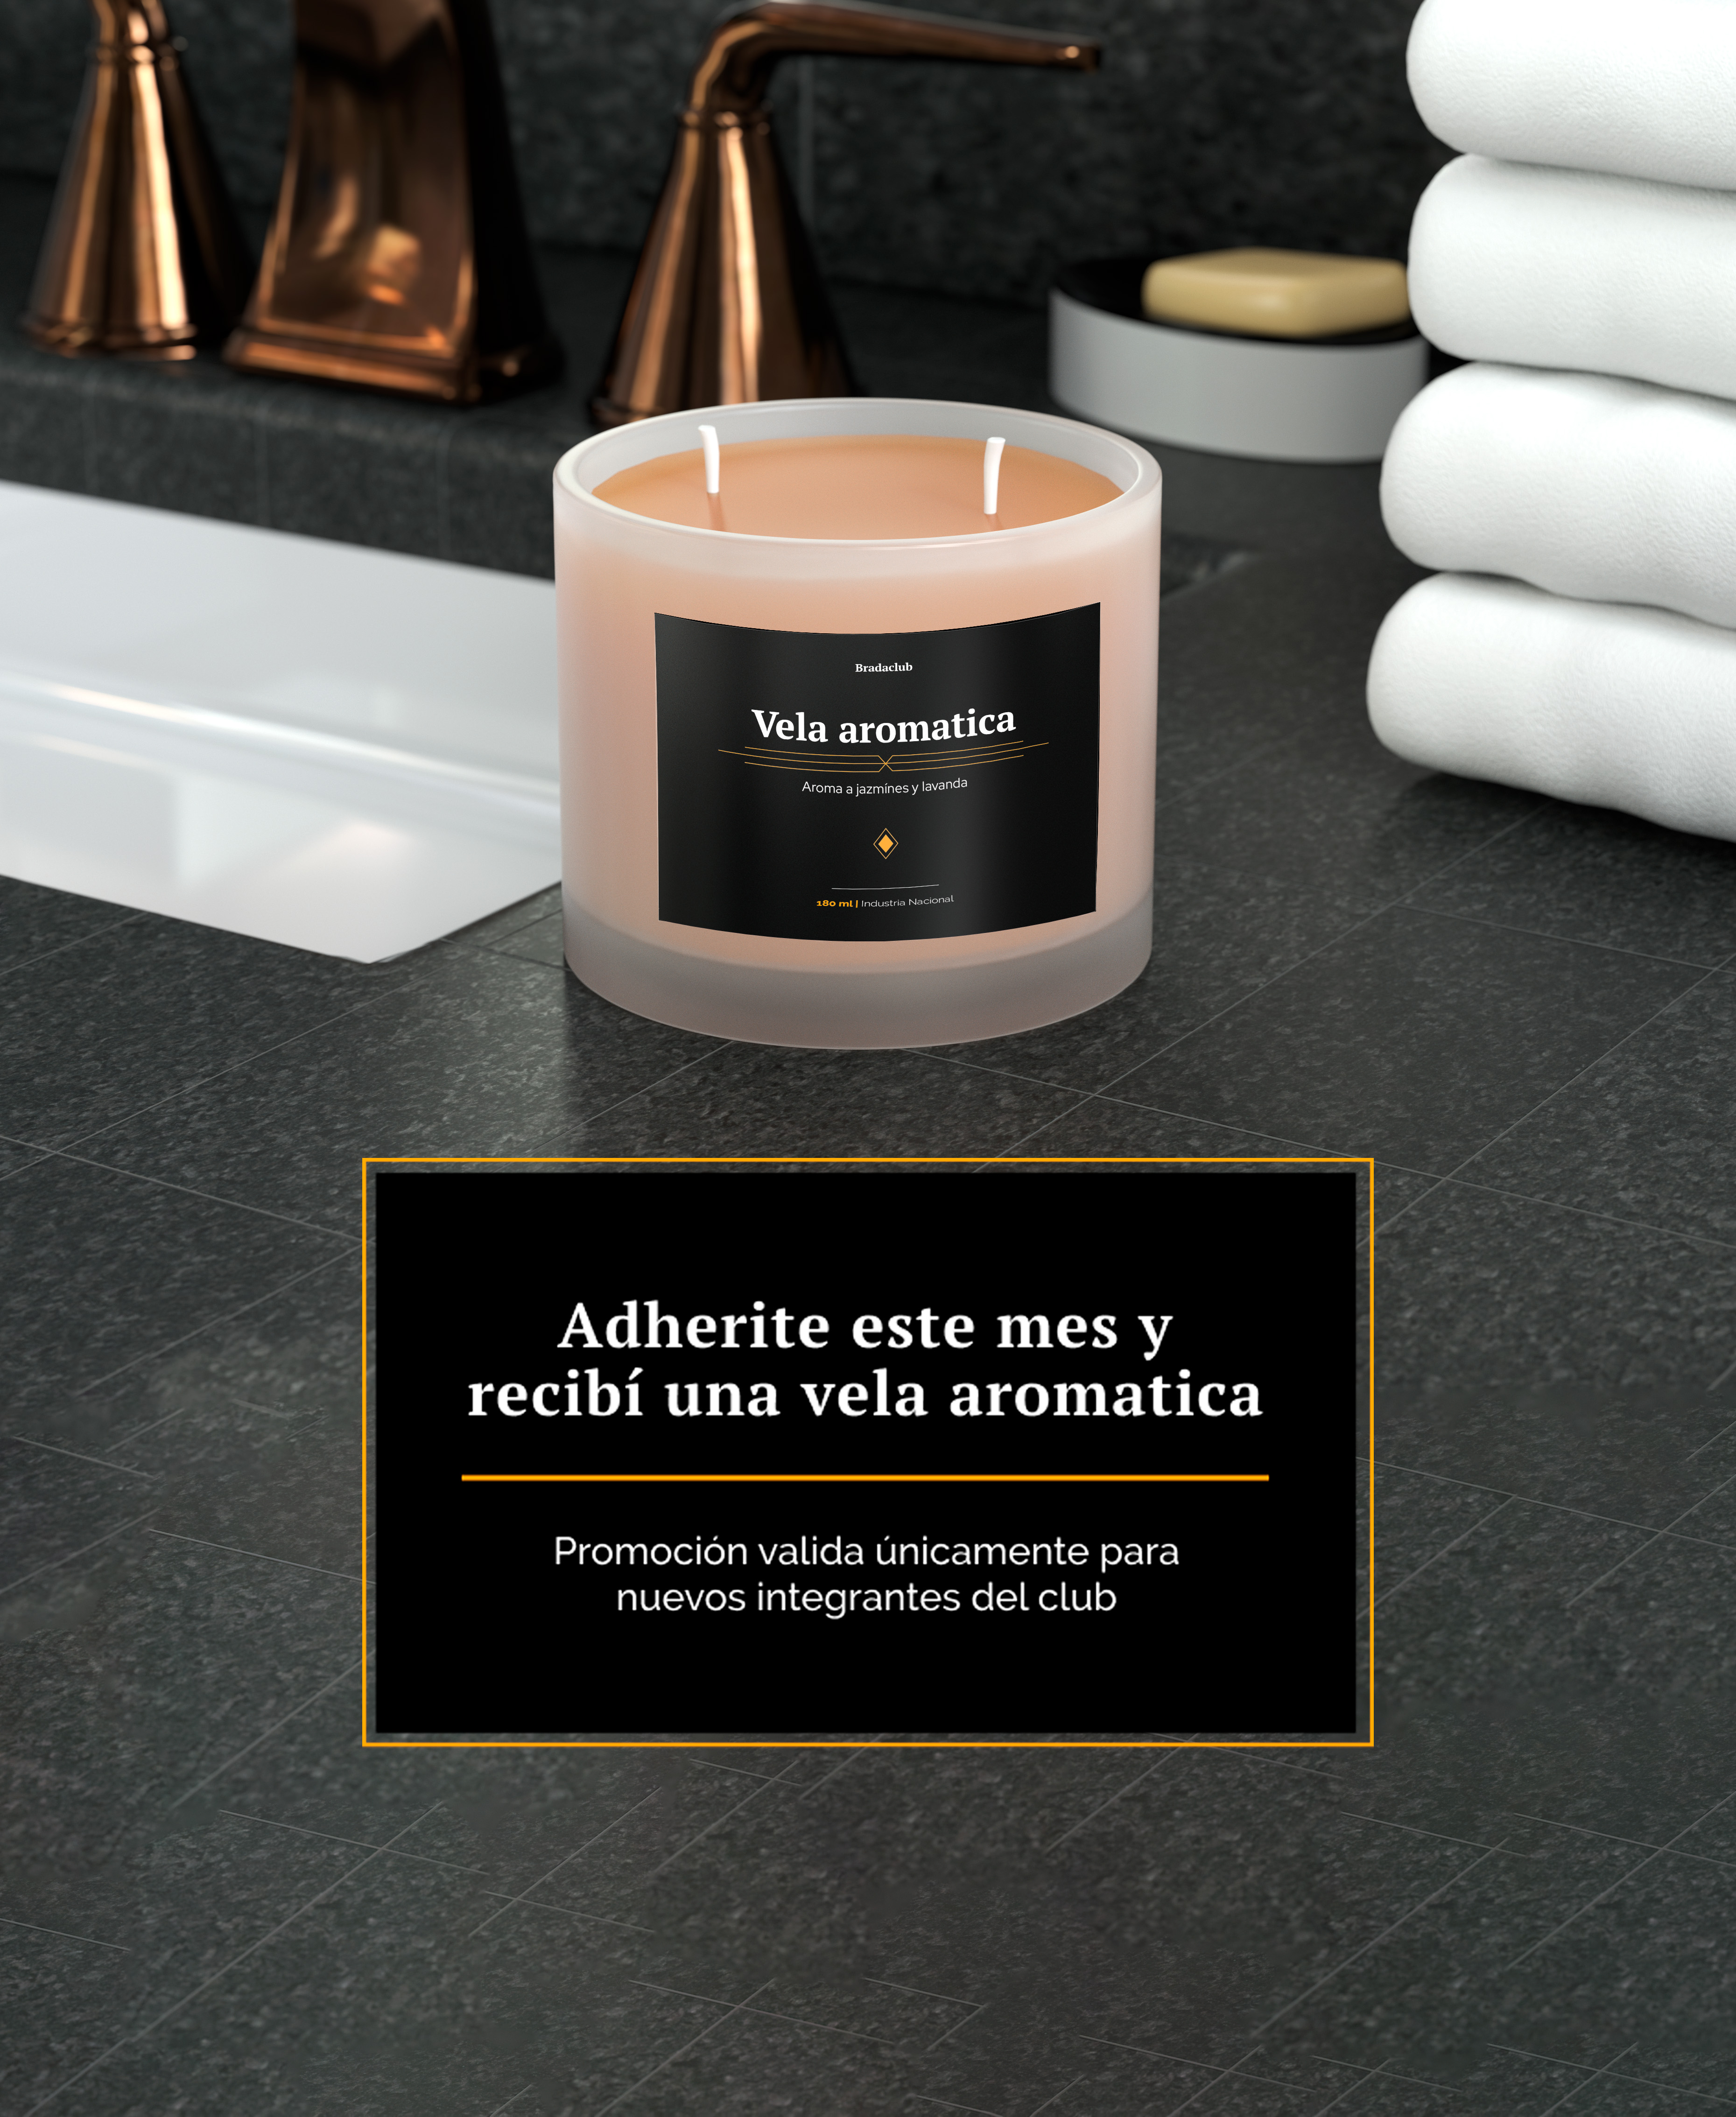 Bradaclub
Vela aromatica
Aroma a jazmínes y lavanda
180 ml | Industria Nacional
Adherite este mes y
recibí una vela aromatica
Promoción valida únicamente para
nuevos integrantes del club